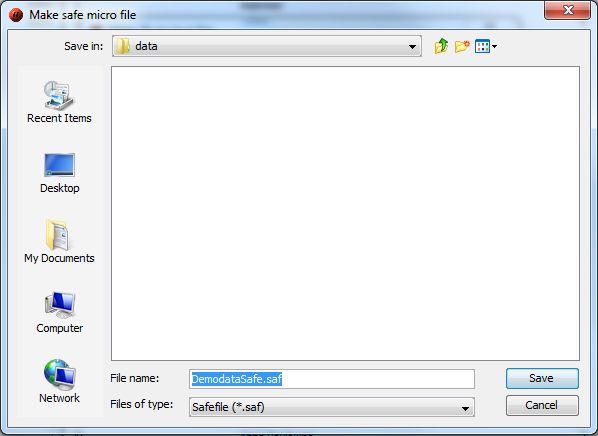 Make safe micro file
Save in: data
Recent Items
Desktop
My Documents
Computer
Network
File name: DemodataSafe.saf
Save
Files of type: Safefile (*.saf)
Cancel